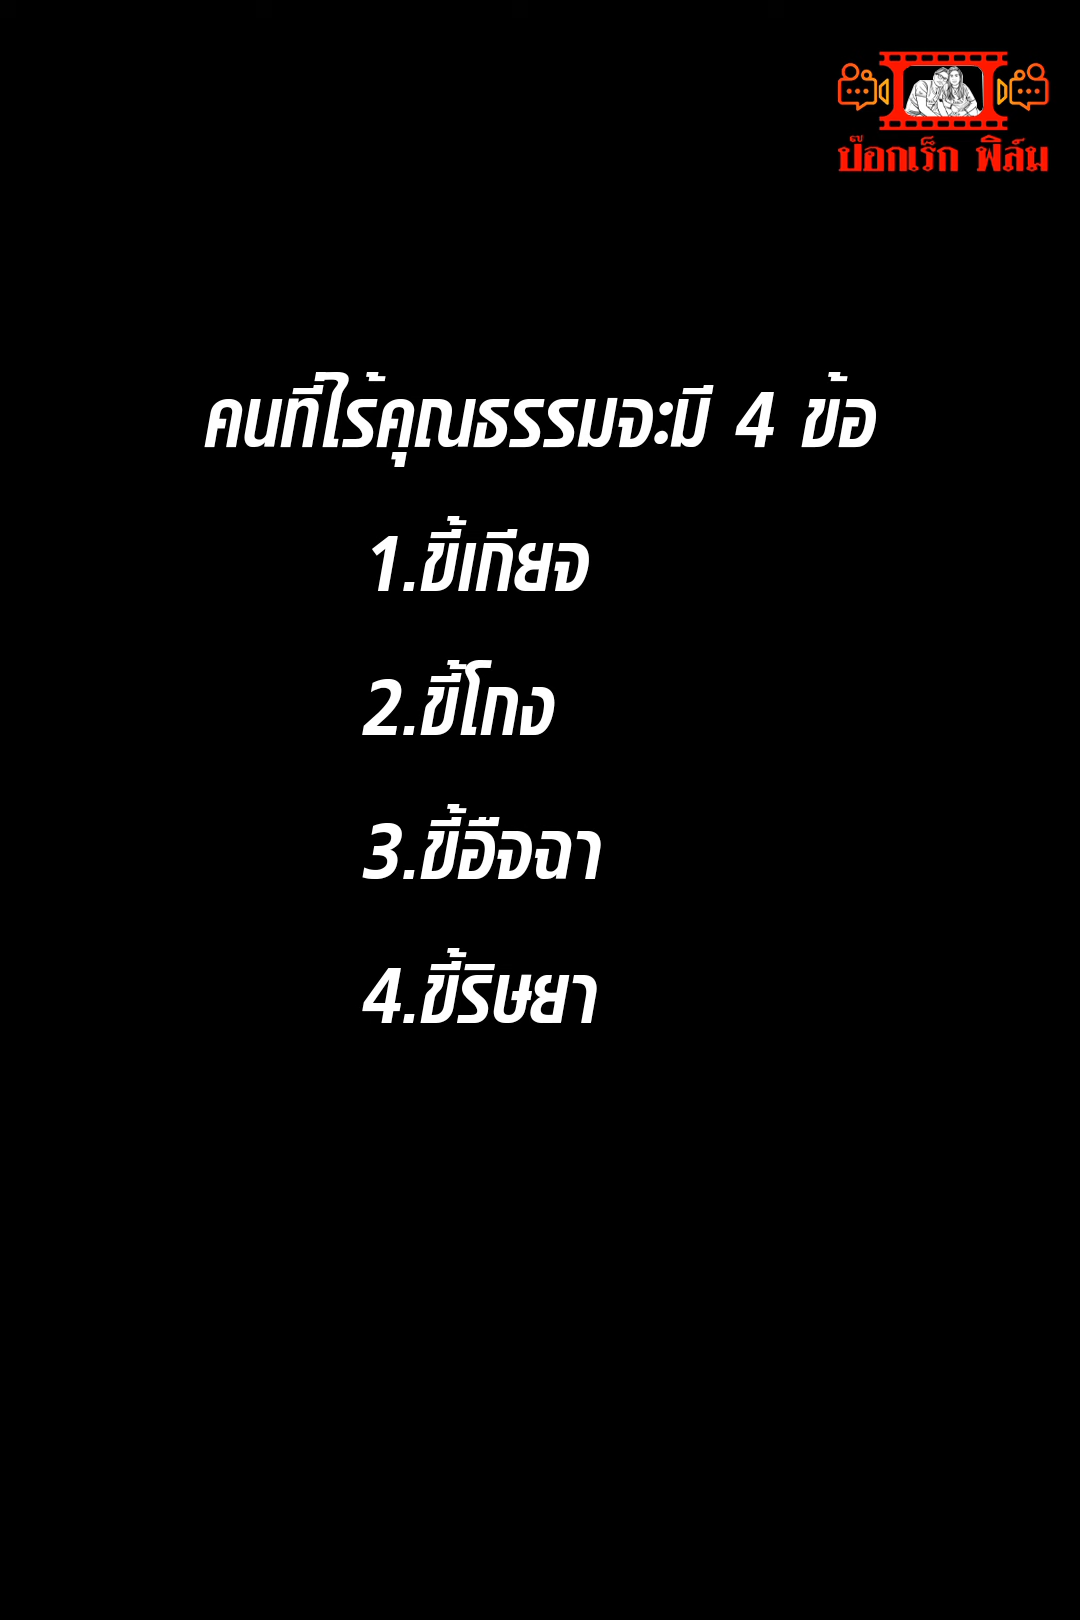 ป๊อกเร็ก ฟิล์ม
คนที่ไร้คุณธรรมจะมี 4 ข้อ
1.ขี้เกียจ
2.ขี้โกง
3.ขี้อืจฉา
4.ขี้ริษยา